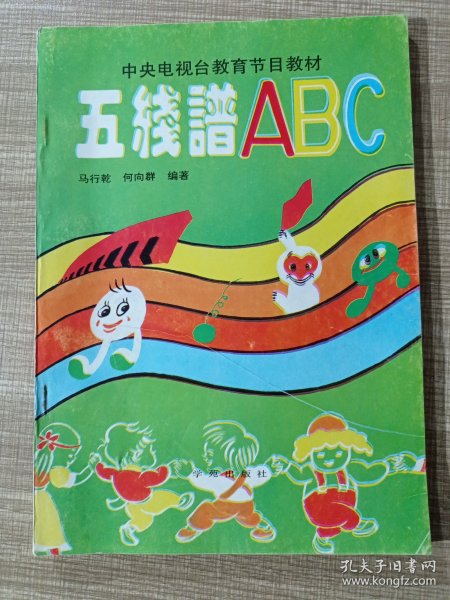 中央电视台教育节目教材
五綫譜ABC
马行乾 何向群 编著
学苑出版社
孔夫子旧书网
www.kongfz.com